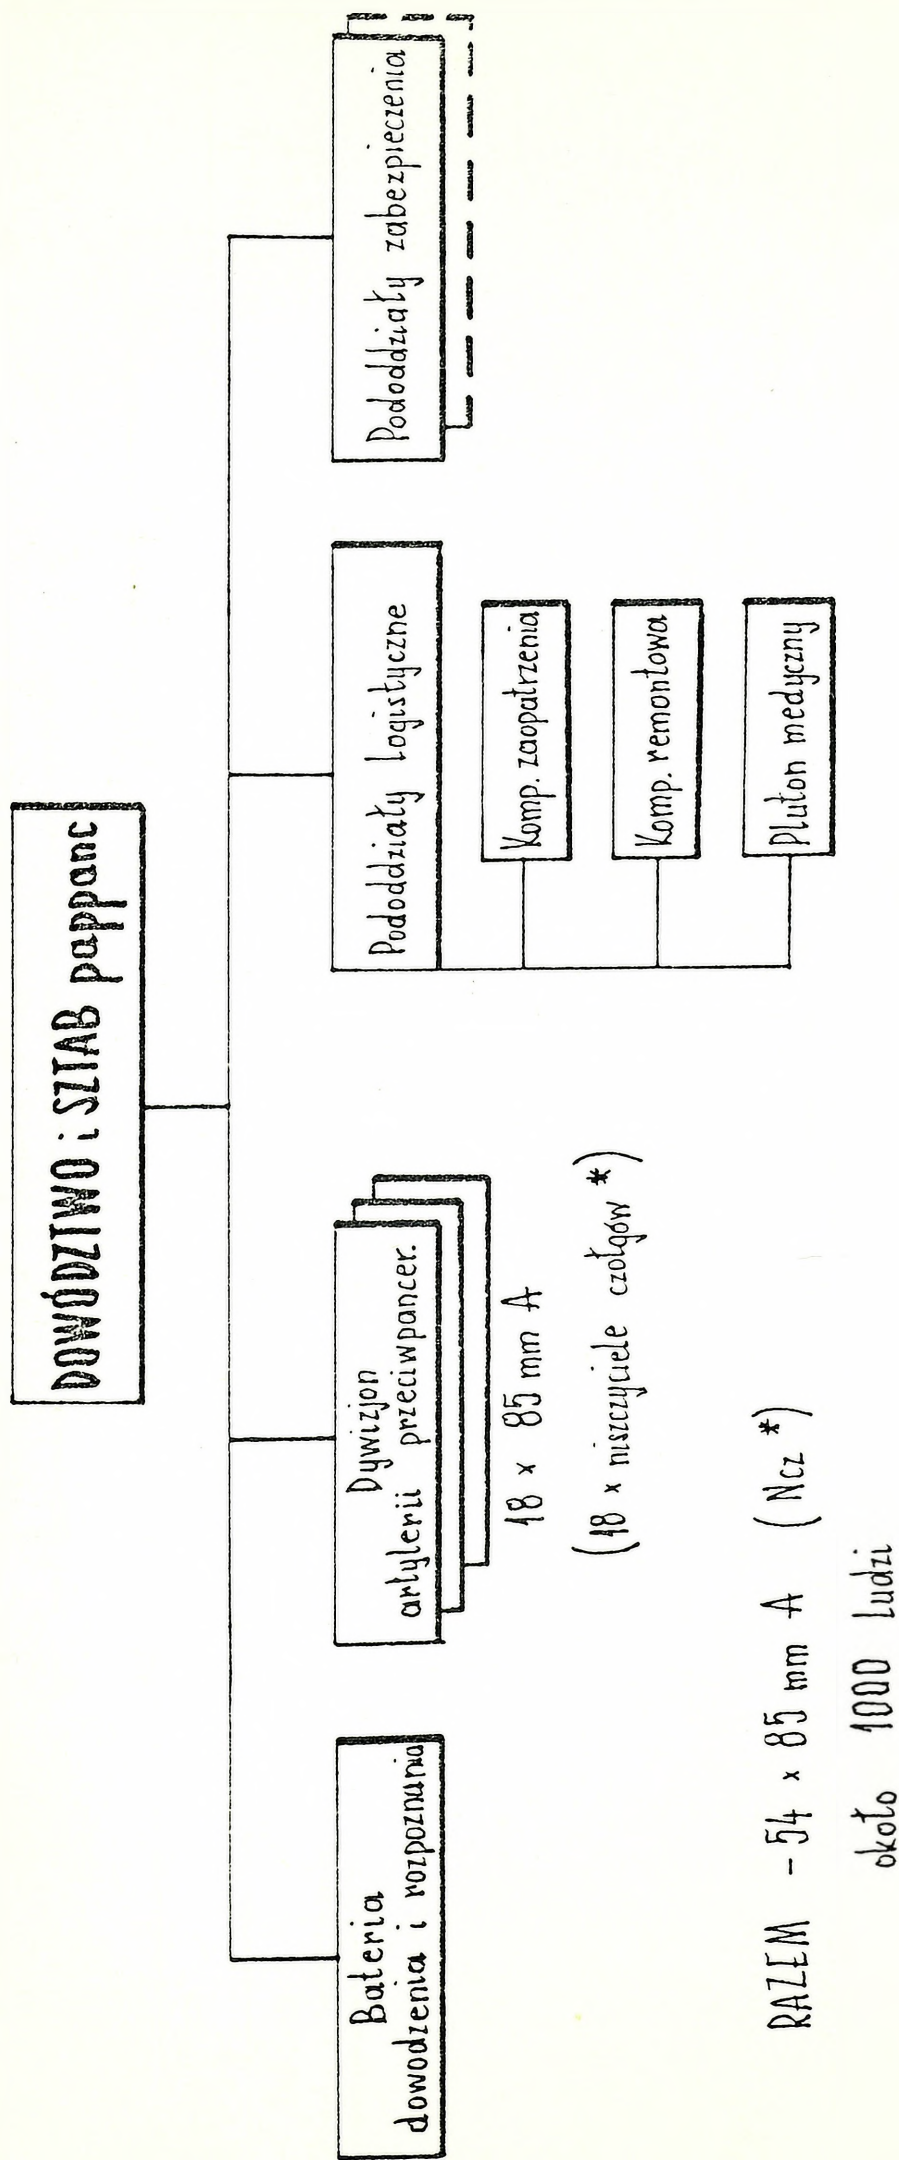 DOWÓDZTWO i SZTAB pappanc
Bateria
dowodzenia i rozpoznania
Dywizjon
artylerii przeciwpancer.
18 x 85 mm A
(18 x niszczyciele czołgów *)
Pododdziały logistyczne
Komp. zaopatrzenia
Komp. remontowa
Pluton medyczny
Pododdziały zabezpieczenia
RAZEM - 54 x 85 mm A (Ncz *)
około 1000 ludzi